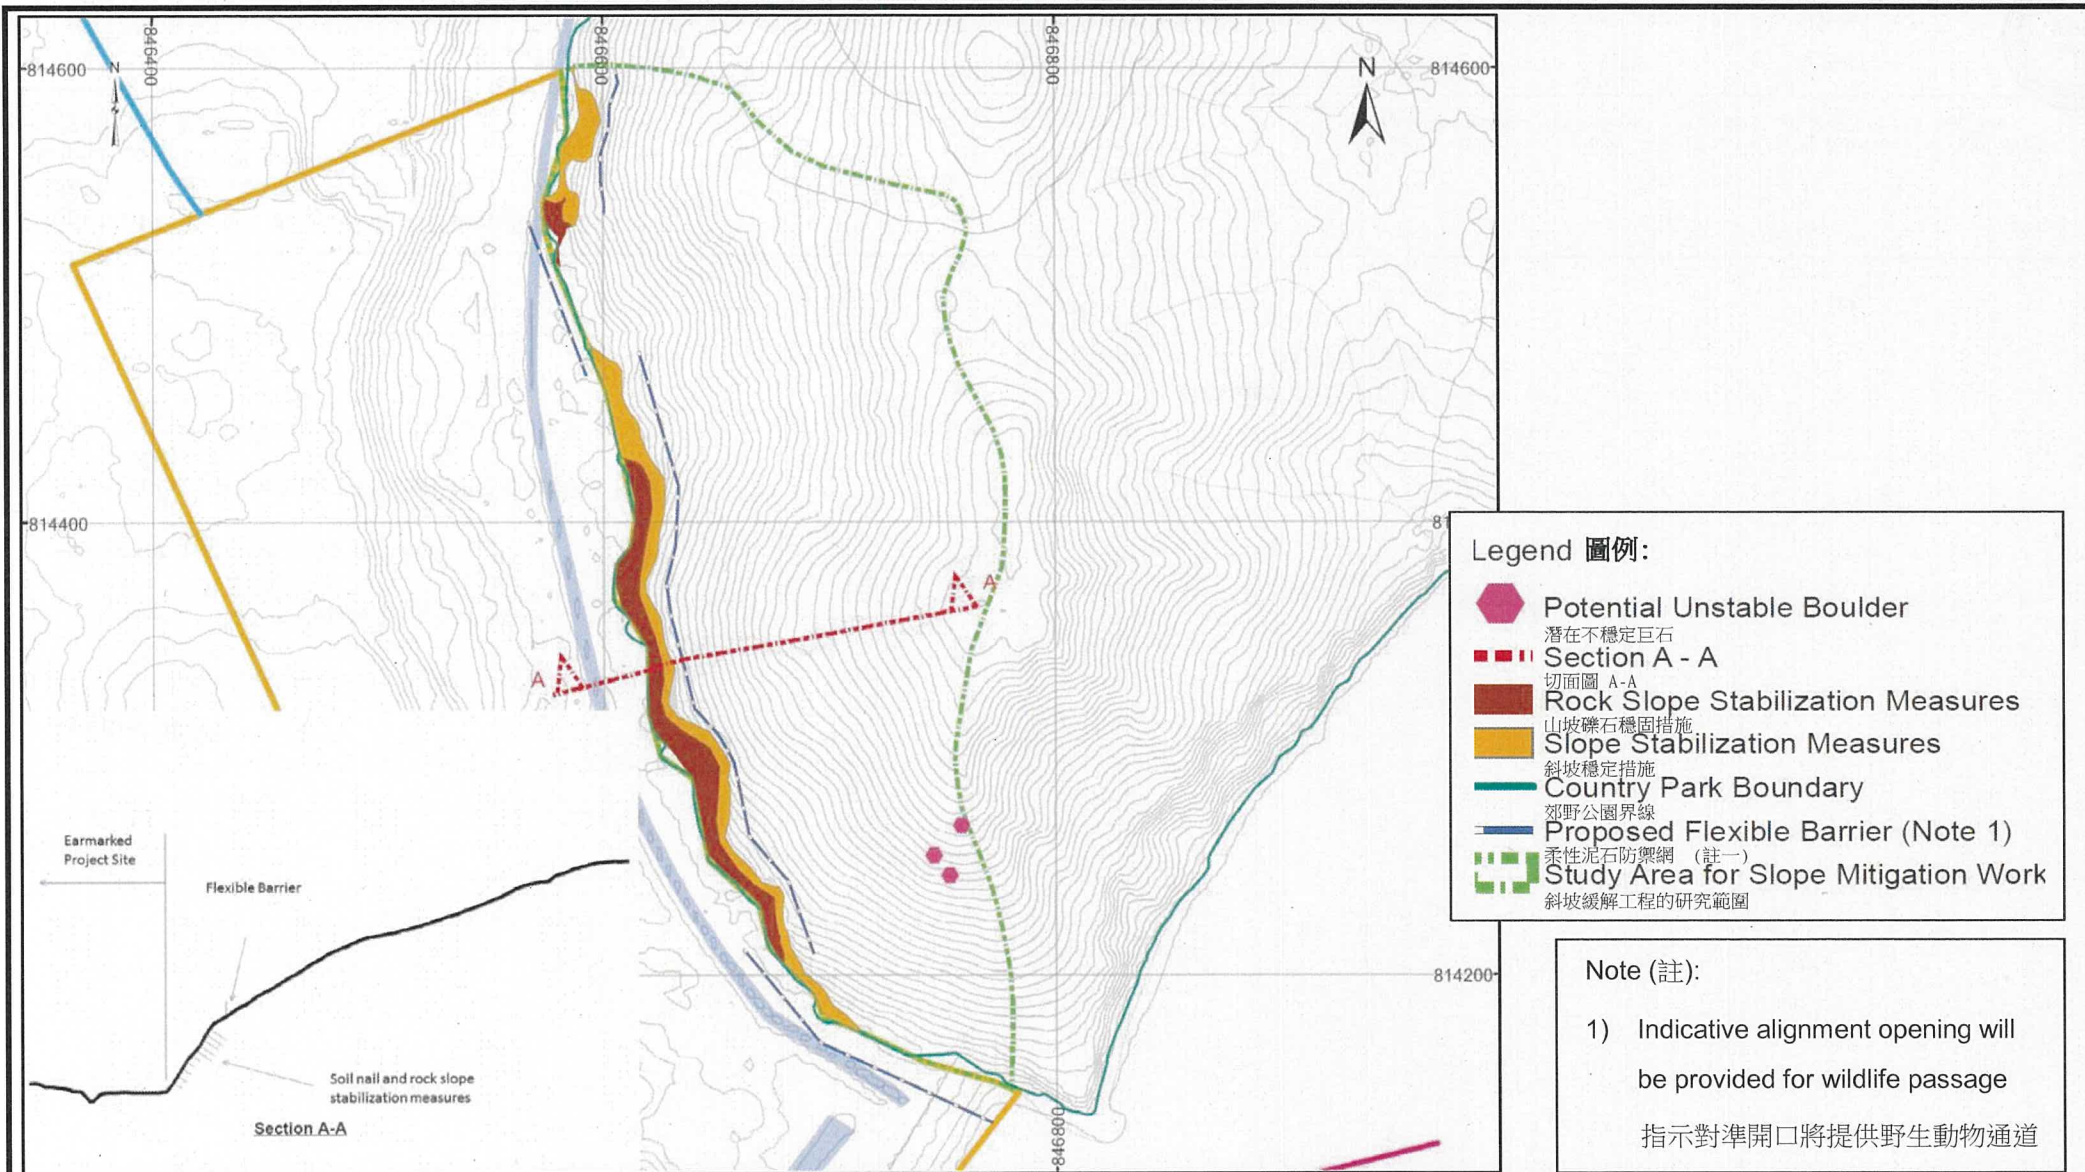 846400
846600
846800
N
N
814600
814600
814400
81
A
A
Legend 圖例:
Potential Unstable Boulder
潛在不穩定巨石
Section A - A
切面圖 A-A
Rock Slope Stabilization Measures
山坡礫石穩固措施
Slope Stabilization Measures
斜坡穩定措施
Country Park Boundary
郊野公園界線
Proposed Flexible Barrier (Note 1)
柔性泥石防禦網 (註一)
Study Area for Slope Mitigation Work
斜坡緩解工程的研究範圍
Earmarked
Project Site
Flexible Barrier
Soil nail and rock slope
stabilization measures
Section A-A
814200
846800
Note (註):
1) Indicative alignment opening will
be provided for wildlife passage
指示對準開口將提供野生動物通道